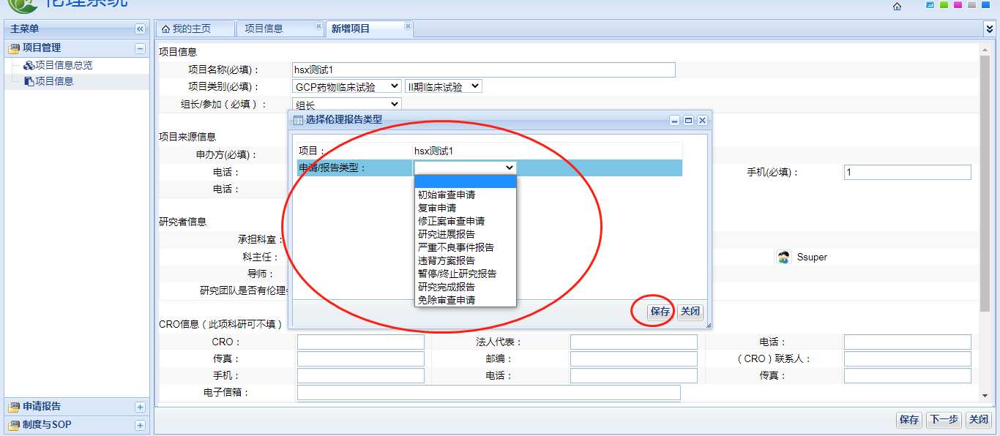 伦理系统
主菜单
我的主页
项目信息
新增项目
项目管理
项目信息总览
项目信息
项目信息
项目名称(必填)：
hsx测试1
项目类别(必填)：
GCP药物临床试验
II期临床试验
组长/参加（必填）：
组长
选择伦理报告类型
项目：
hsx测试1
申请/报告类型：
初始审查申请
复审申请
修正案审查申请
研究进展报告
严重不良事件报告
违背方案报告
暂停/终止研究报告
研究完成报告
免除审查申请
保存
关闭
项目来源信息
申办方(必填)：
电话：
手机(必填)：
1
电话：
研究者信息
承担科室：
科主任：
Ssuper
导师：
研究团队是否有伦理
CRO信息（此项科研可不填）
CRO：
法人代表：
电话：
传真：
邮编：
（CRO）联系人：
手机：
电话：
传真：
电子信箱：
申请报告
制度与SOP
保存
下一步
关闭